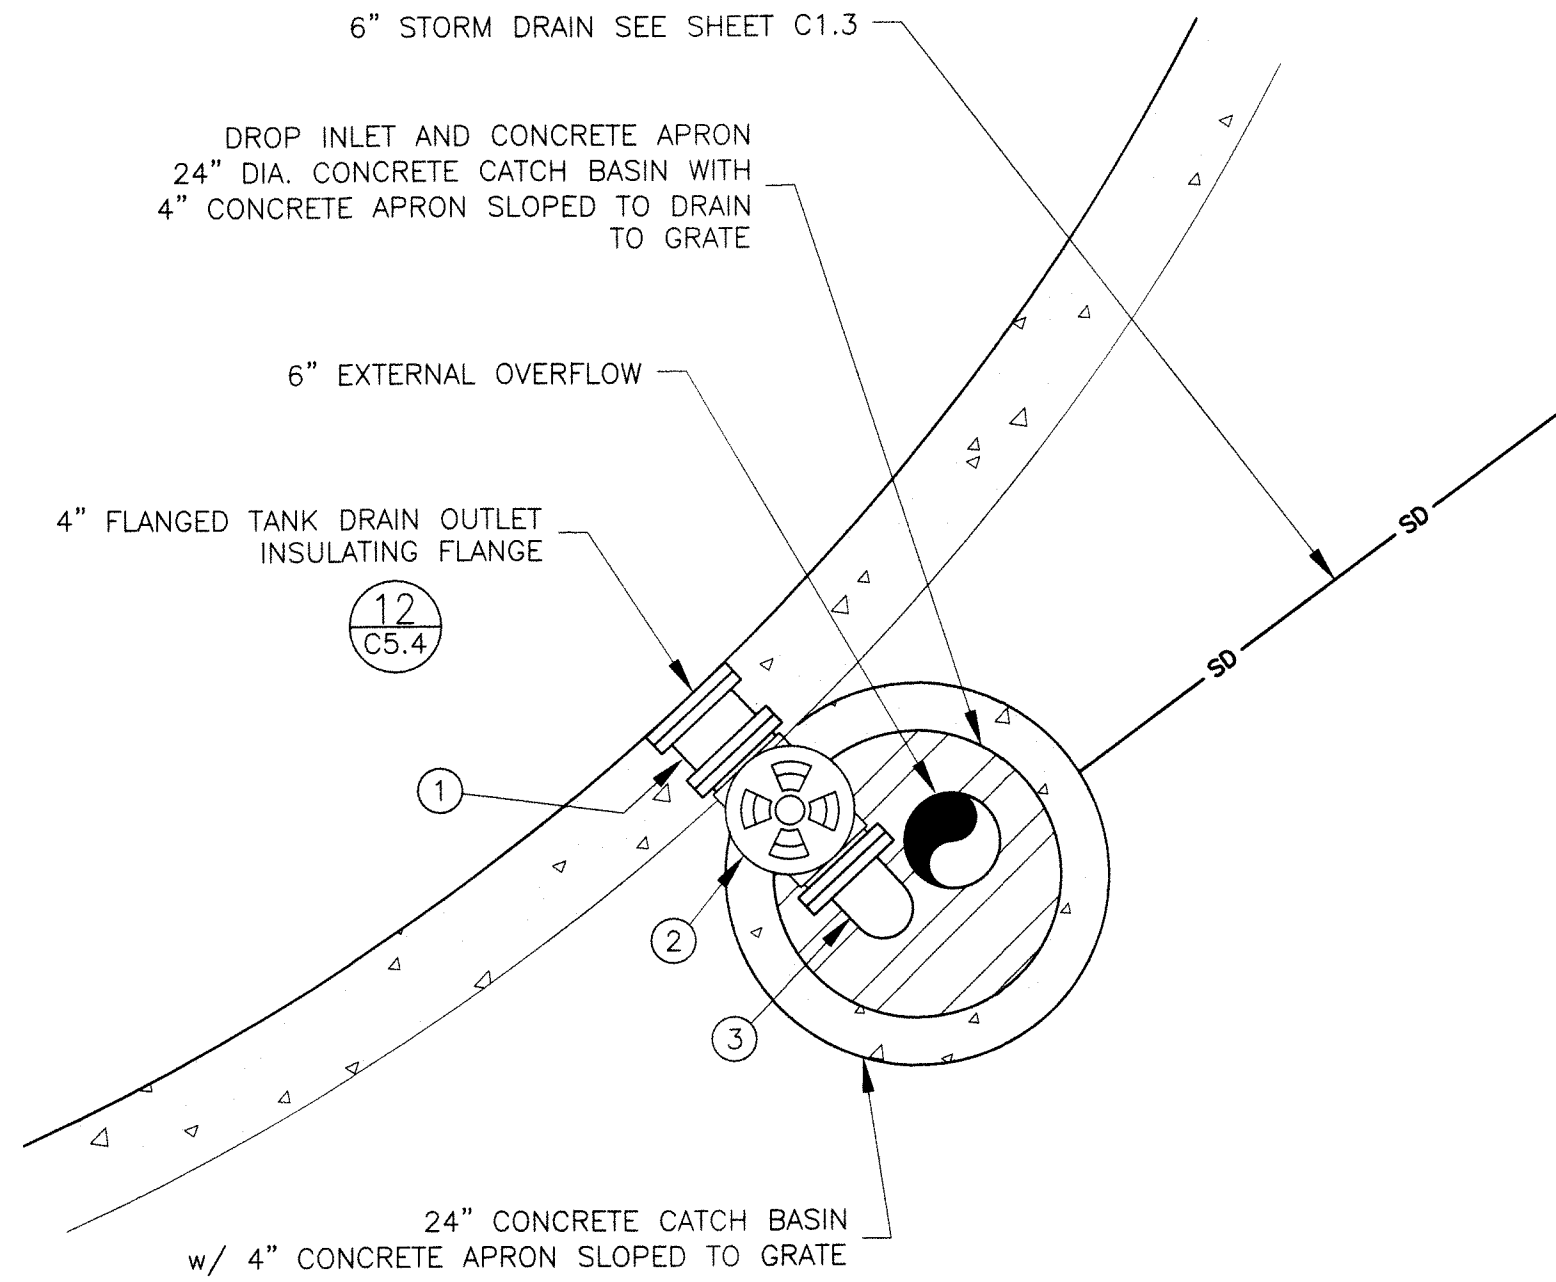 6” STORM DRAIN SEE SHEET C1.3
DROP INLET AND CONCRETE APRON
24” DIA. CONCRETE CATCH BASIN WITH
4” CONCRETE APRON SLOPED TO DRAIN
TO GRATE
6” EXTERNAL OVERFLOW
4” FLANGED TANK DRAIN OUTLET
INSULATING FLANGE
12
C5.4
SD
SD
1
2
3
24” CONCRETE CATCH BASIN
w/ 4” CONCRETE APRON SLOPED TO GRATE